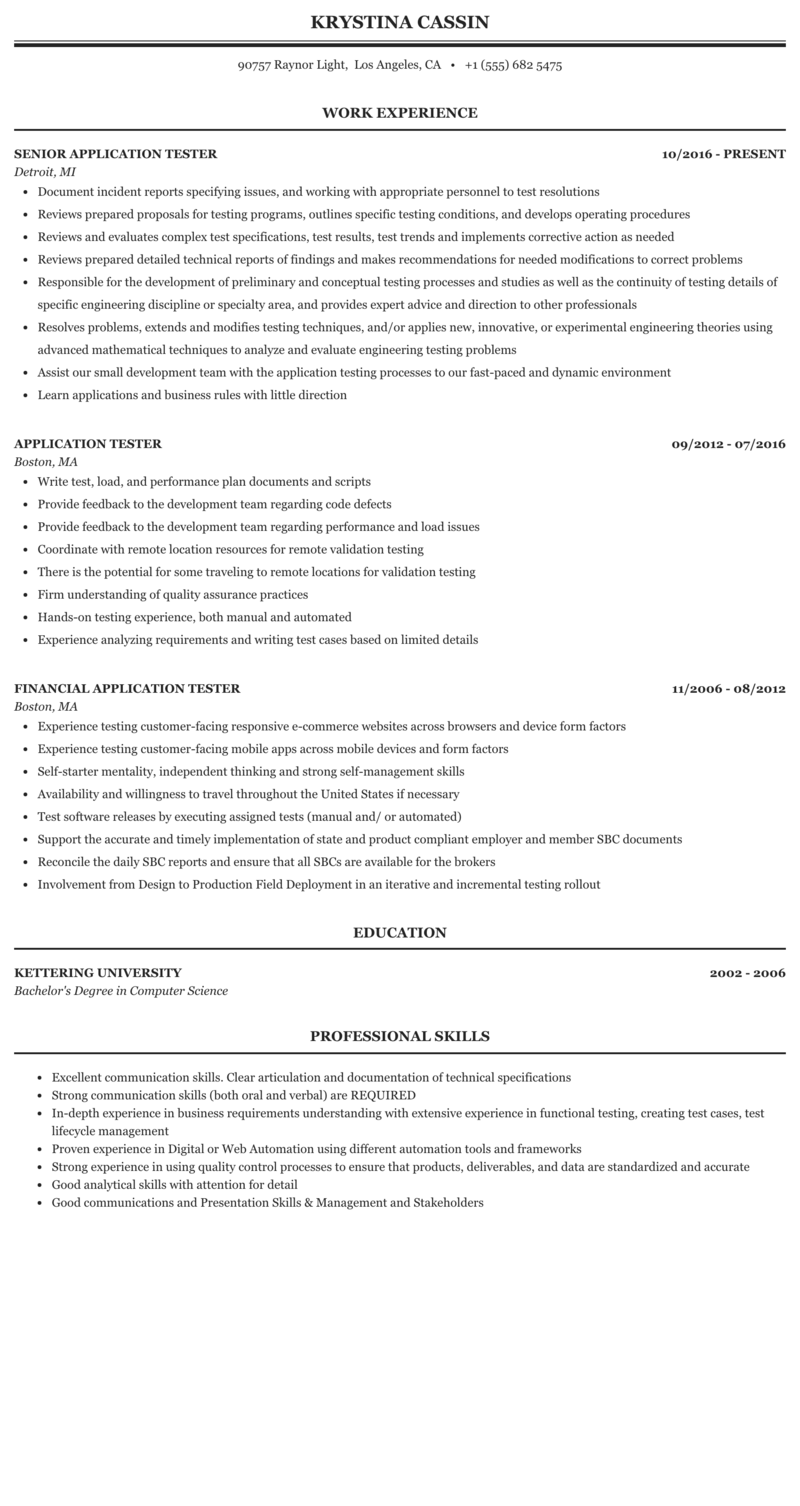 KRYSTINA CASSIN
90757 Raynor Light,  Los Angeles, CA • +1 (555) 682 5475
WORK EXPERIENCE
SENIOR APPLICATION TESTER 10/2016 - PRESENT
Detroit, MI
• Document incident reports specifying issues, and working with appropriate personnel to test resolutions
• Reviews prepared proposals for testing programs, outlines specific testing conditions, and develops operating procedures
• Reviews and evaluates complex test specifications, test results, test trends and implements corrective action as needed
• Reviews prepared detailed technical reports of findings and makes recommendations for needed modifications to correct problems
• Responsible for the development of preliminary and conceptual testing processes and studies as well as the continuity of testing details of
specific engineering discipline or specialty area, and provides expert advice and direction to other professionals
• Resolves problems, extends and modifies testing techniques, and/or applies new, innovative, or experimental engineering theories using
advanced mathematical techniques to analyze and evaluate engineering testing problems
• Assist our small development team with the application testing processes to our fast-paced and dynamic environment
• Learn applications and business rules with little direction
APPLICATION TESTER 09/2012 - 07/2016
Boston, MA
• Write test, load, and performance plan documents and scripts
• Provide feedback to the development team regarding code defects
• Provide feedback to the development team regarding performance and load issues
• Coordinate with remote location resources for remote validation testing
• There is the potential for some traveling to remote locations for validation testing
• Firm understanding of quality assurance practices
• Hands-on testing experience, both manual and automated
• Experience analyzing requirements and writing test cases based on limited details
FINANCIAL APPLICATION TESTER 11/2006 - 08/2012
Boston, MA
• Experience testing customer-facing responsive e-commerce websites across browsers and device form factors
• Experience testing customer-facing mobile apps across mobile devices and form factors
• Self-starter mentality, independent thinking and strong self-management skills
• Availability and willingness to travel throughout the United States if necessary
• Test software releases by executing assigned tests (manual and/ or automated)
• Support the accurate and timely implementation of state and product compliant employer and member SBC documents
• Reconcile the daily SBC reports and ensure that all SBCs are available for the brokers
• Involvement from Design to Production Field Deployment in an iterative and incremental testing rollout
EDUCATION
KETTERING UNIVERSITY 2002 - 2006
Bachelor's Degree in Computer Science
PROFESSIONAL SKILLS
• Excellent communication skills. Clear articulation and documentation of technical specifications
• Strong communication skills (both oral and verbal) are REQUIRED
• In-depth experience in business requirements understanding with extensive experience in functional testing, creating test cases, test
lifecycle management
• Proven experience in Digital or Web Automation using different automation tools and frameworks
• Strong experience in using quality control processes to ensure that products, deliverables, and data are standardized and accurate
• Good analytical skills with attention for detail
• Good communications and Presentation Skills & Management and Stakeholders